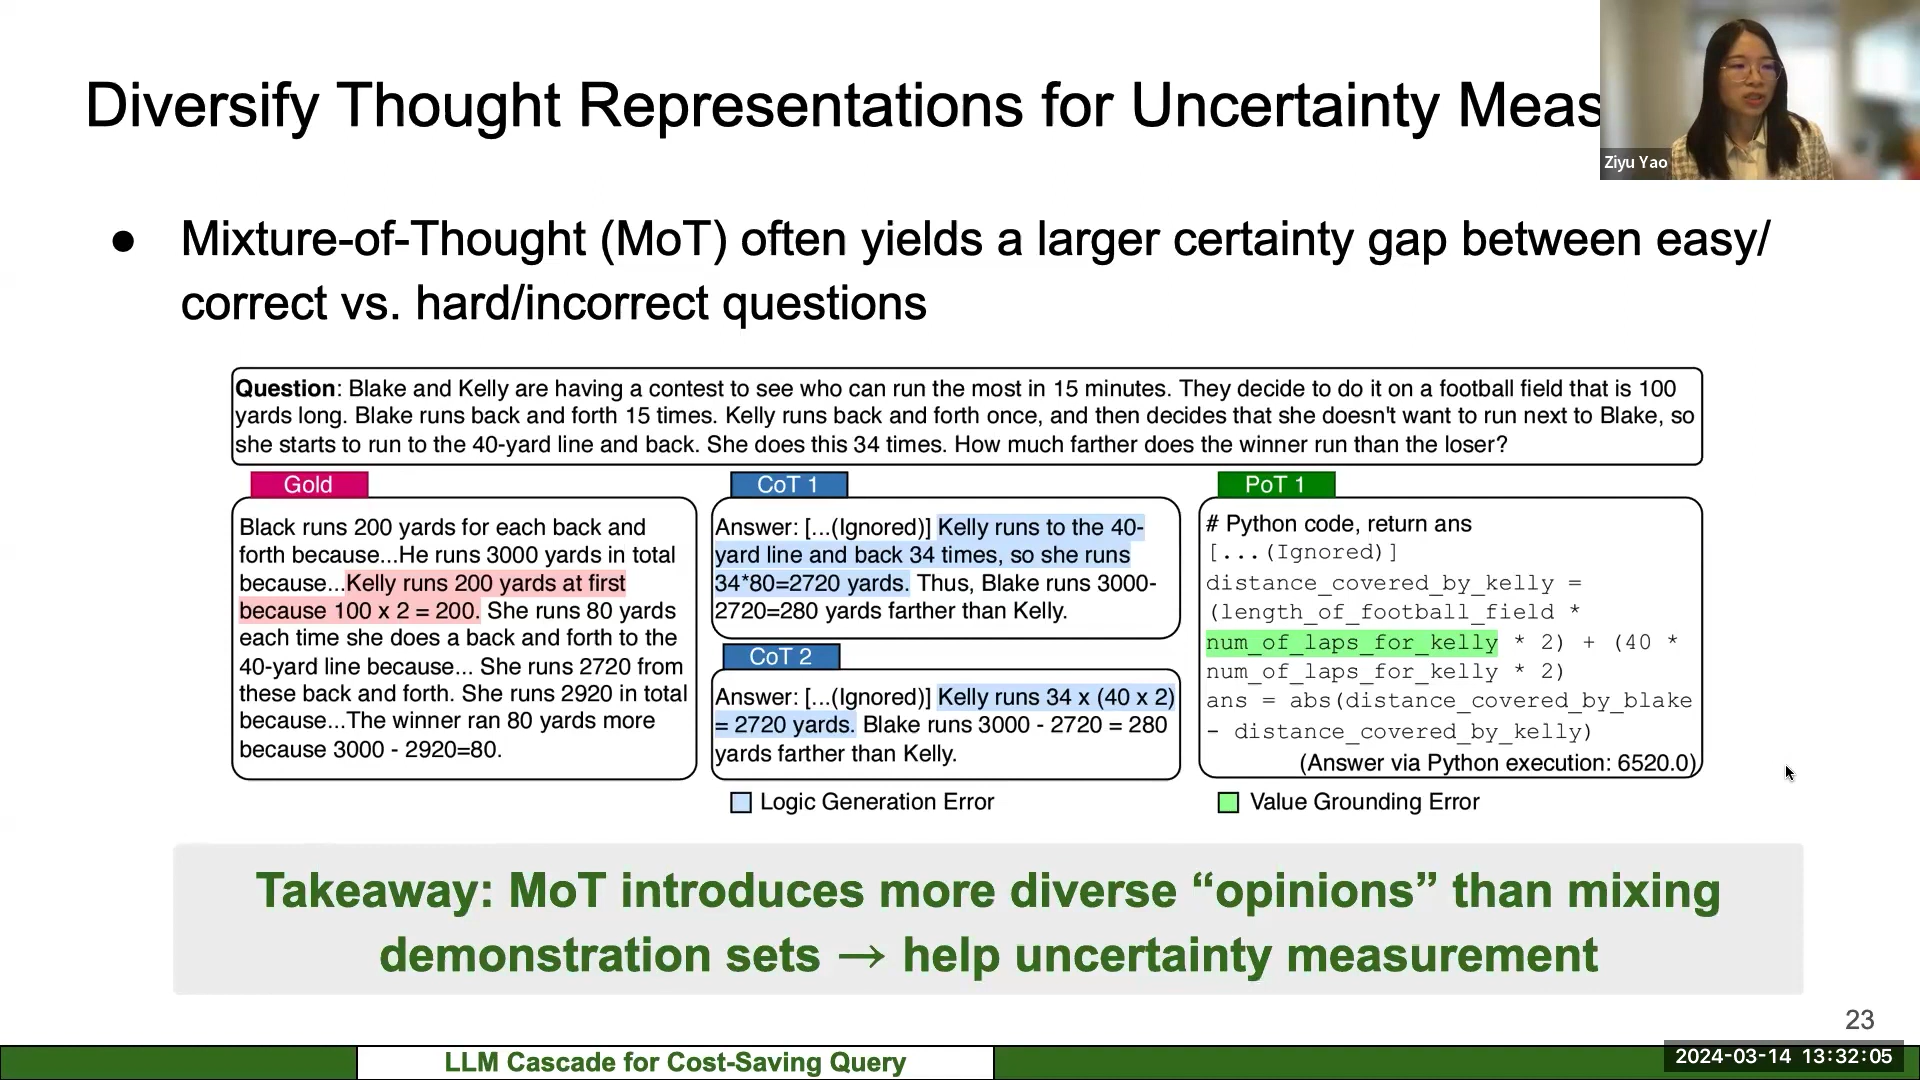 Diversify Thought Representations for Uncertainty Meas
Ziyu Yao
● Mixture-of-Thought (MoT) often yields a larger certainty gap between easy/
correct vs. hard/incorrect questions
Question: Blake and Kelly are having a contest to see who can run the most in 15 minutes. They decide to do it on a football field that is 100
yards long. Blake runs back and forth 15 times. Kelly runs back and forth once, and then decides that she doesn't want to run next to Blake, so
she starts to run to the 40-yard line and back. She does this 34 times. How much farther does the winner run than the loser?
Gold
Black runs 200 yards for each back and
forth because...He runs 3000 yards in total
because...Kelly runs 200 yards at first
because 100 x 2 = 200. She runs 80 yards
each time she does a back and forth to the
40-yard line because... She runs 2720 from
these back and forth. She runs 2920 in total
because...The winner ran 80 yards more
because 3000 - 2920=80.
CoT 1
Answer: [...(Ignored)] Kelly runs to the 40-
yard line and back 34 times, so she runs
34*80=2720 yards. Thus, Blake runs 3000-
2720=280 yards farther than Kelly.
CoT 2
Answer: [...(Ignored)] Kelly runs 34 x (40 x 2)
= 2720 yards. Blake runs 3000 - 2720 = 280
yards farther than Kelly.
Logic Generation Error
PoT 1
# Python code, return ans
[...(Ignored)]
distance_covered_by_kelly =
(length_of_football_field *
num_of_laps_for_kelly * 2) + (40 *
num_of_laps_for_kelly * 2)
ans = abs(distance_covered_by_blake
- distance_covered_by_kelly)
(Answer via Python execution: 6520.0)
Value Grounding Error
Takeaway: MoT introduces more diverse “opinions” than mixing
demonstration sets → help uncertainty measurement
23
LLM Cascade for Cost-Saving Query
2024-03-14 13:32:05